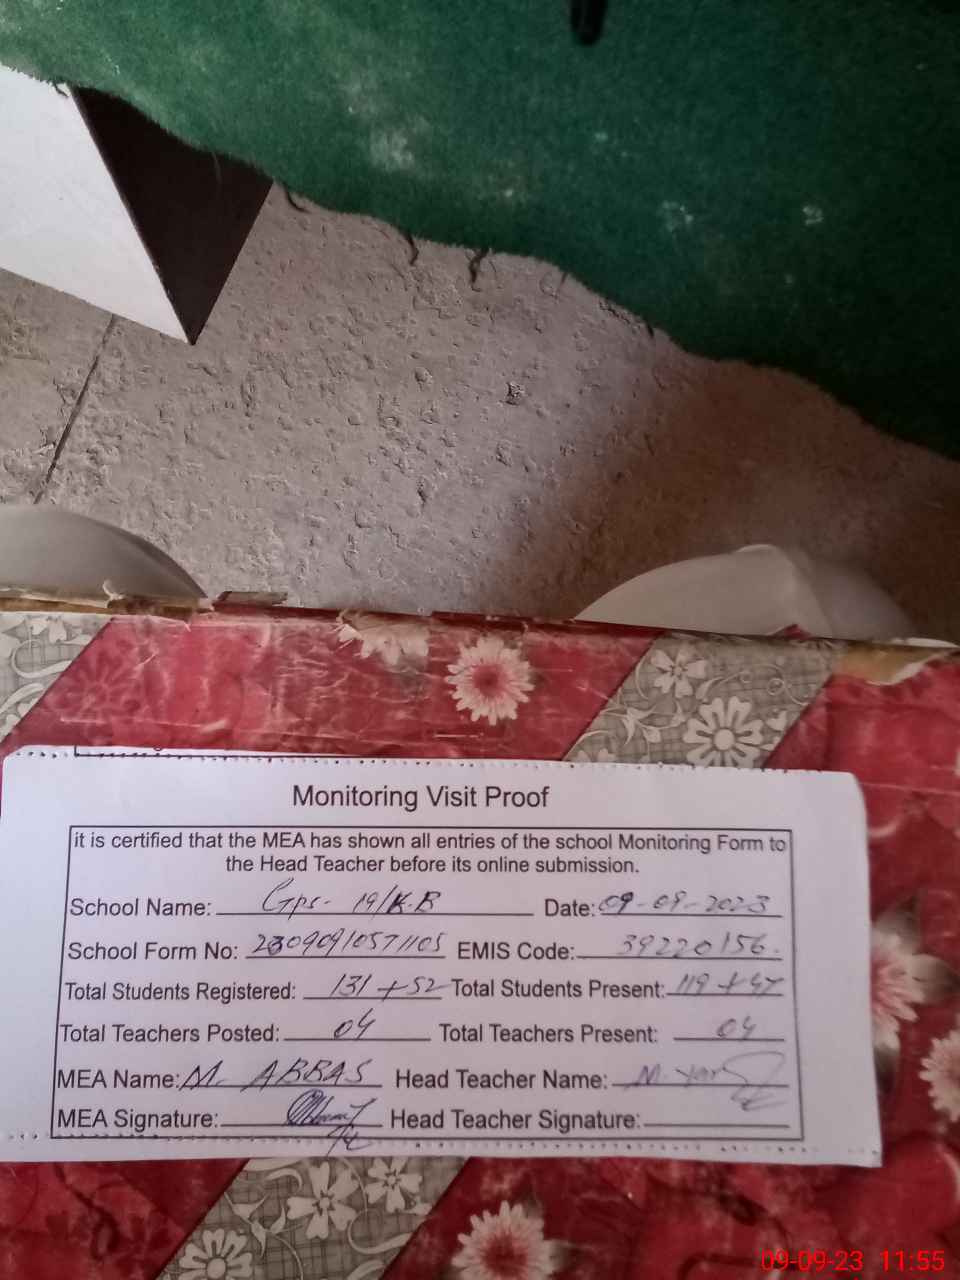 Monitoring Visit Proof
it is certified that the MEA has shown all entries of the school Monitoring Form to
the Head Teacher before its online submission.
School Name: Gps- 19/K.B Date: 09-09-2023
School Form No: 23090910571105 EMIS Code: 39220156.
Total Students Registered: 131 + 52 Total Students Present: 119 + 47
Total Teachers Posted: 04 Total Teachers Present: 04
MEA Name: M. ABBAS Head Teacher Name: M.
MEA Signature: Head Teacher Signature:
09-09-23 11:55